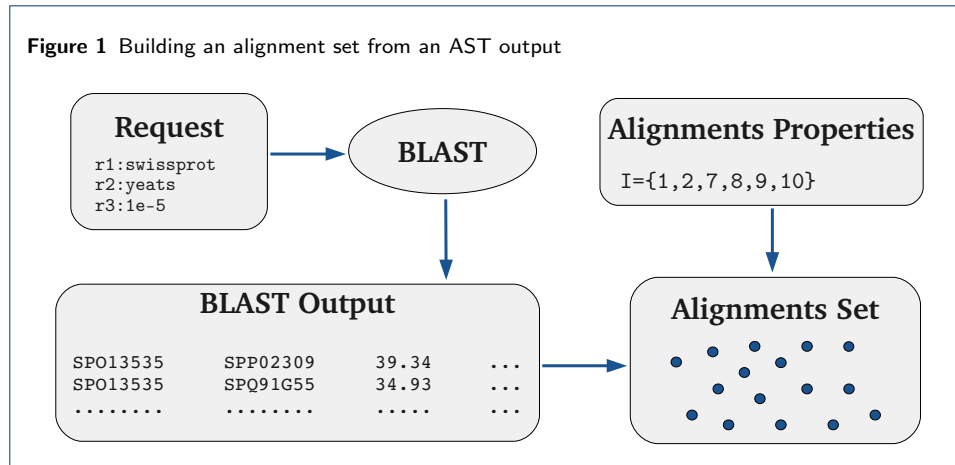 Figure 1 Building an alignment set from an AST output
Request
r1:swissprot
r2:yeats
r3:1e-5
BLAST
Alignments Properties
I={1,2,7,8,9,10}
BLAST Output
SPO13535 SPP02309 39.34 ...
SPO13535 SPQ91G55 34.93 ...
........ ........ ..... ...
Alignments Set